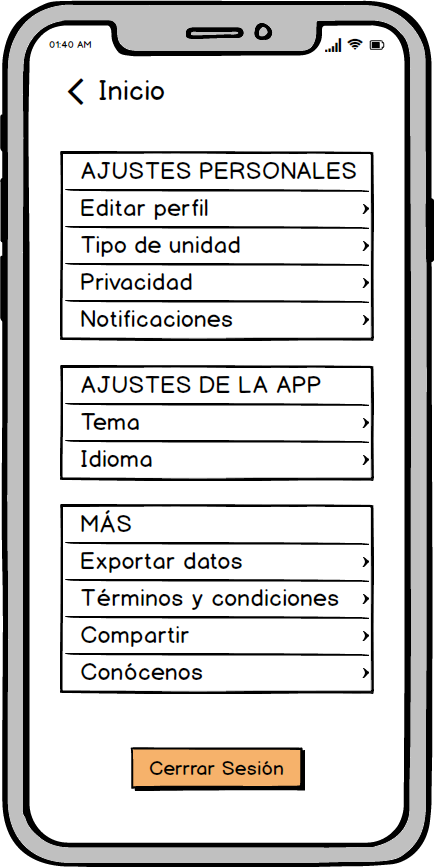 01:40 AM
Inicio
AJUSTES PERSONALES
Editar perfil
Tipo de unidad
Privacidad
Notificaciones
AJUSTES DE LA APP
Tema
Idioma
MÁS
Exportar datos
Términos y condiciones
Compartir
Conócenos
Cerrrar Sesión